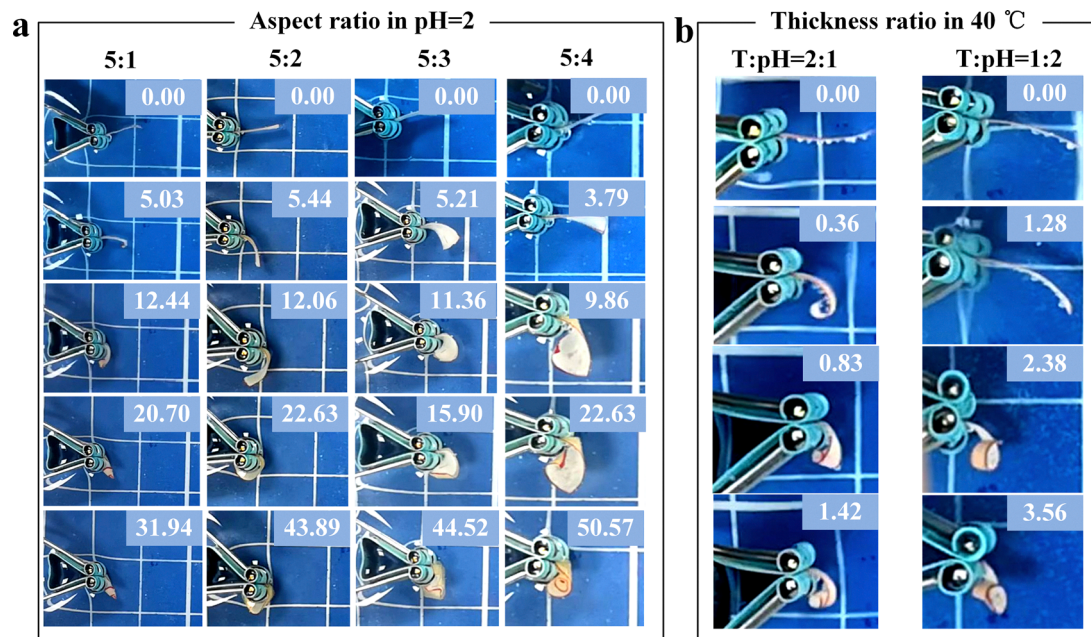 a
Aspect ratio in pH=2
5:1 5:2 5:3 5:4
0.00 0.00 0.00 0.00
5.03 5.44 5.21 3.79
12.44 12.06 11.36 9.86
20.70 22.63 15.90 22.63
31.94 43.89 44.52 50.57
b
Thickness ratio in 40 ℃
T:pH=2:1 T:pH=1:2
0.00 0.00
0.36 1.28
0.83 2.38
1.42 3.56